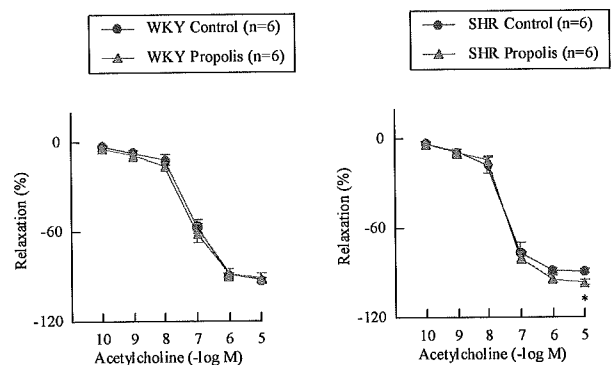 WKY Control (n=6)
WKY Propolis (n=6)
0
-60
-120
Relaxation (%)
10 9 8 7 6 5
Acetylcholine (-log M)
SHR Control (n=6)
SHR Propolis (n=6)
0
-60
-120
Relaxation (%)
*
10 9 8 7 6 5
Acetylcholine (-log M)